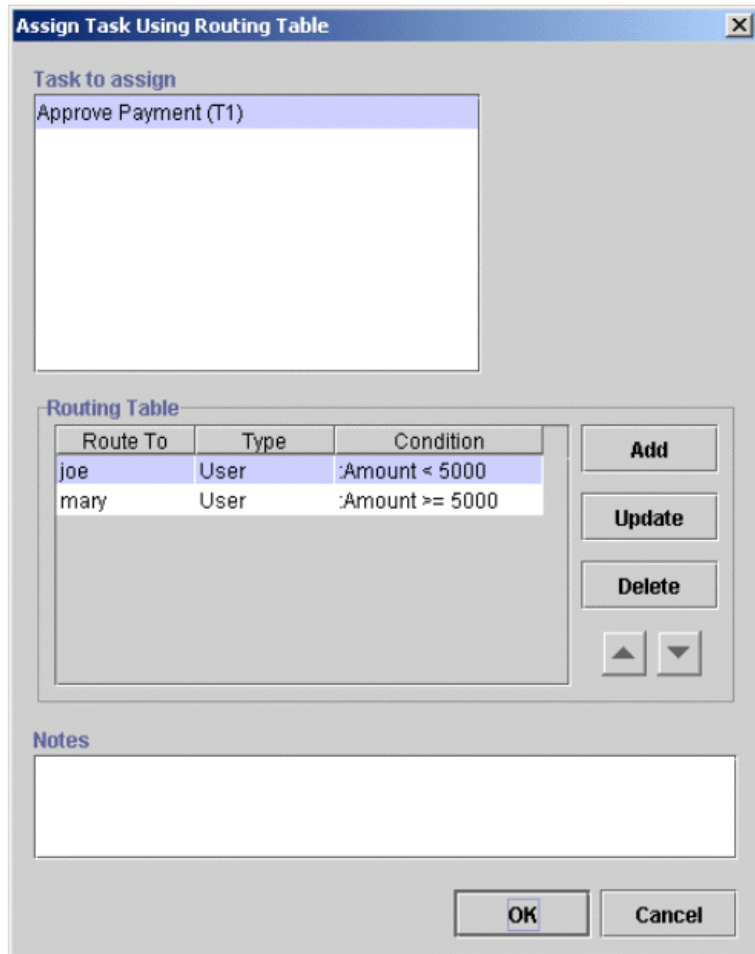 Assign Task Using Routing Table
Task to assign
Approve Payment (T1)
Routing Table
Route To Type Condition
joe User :Amount < 5000
mary User :Amount >= 5000
Add
Update
Delete
Notes
OK Cancel